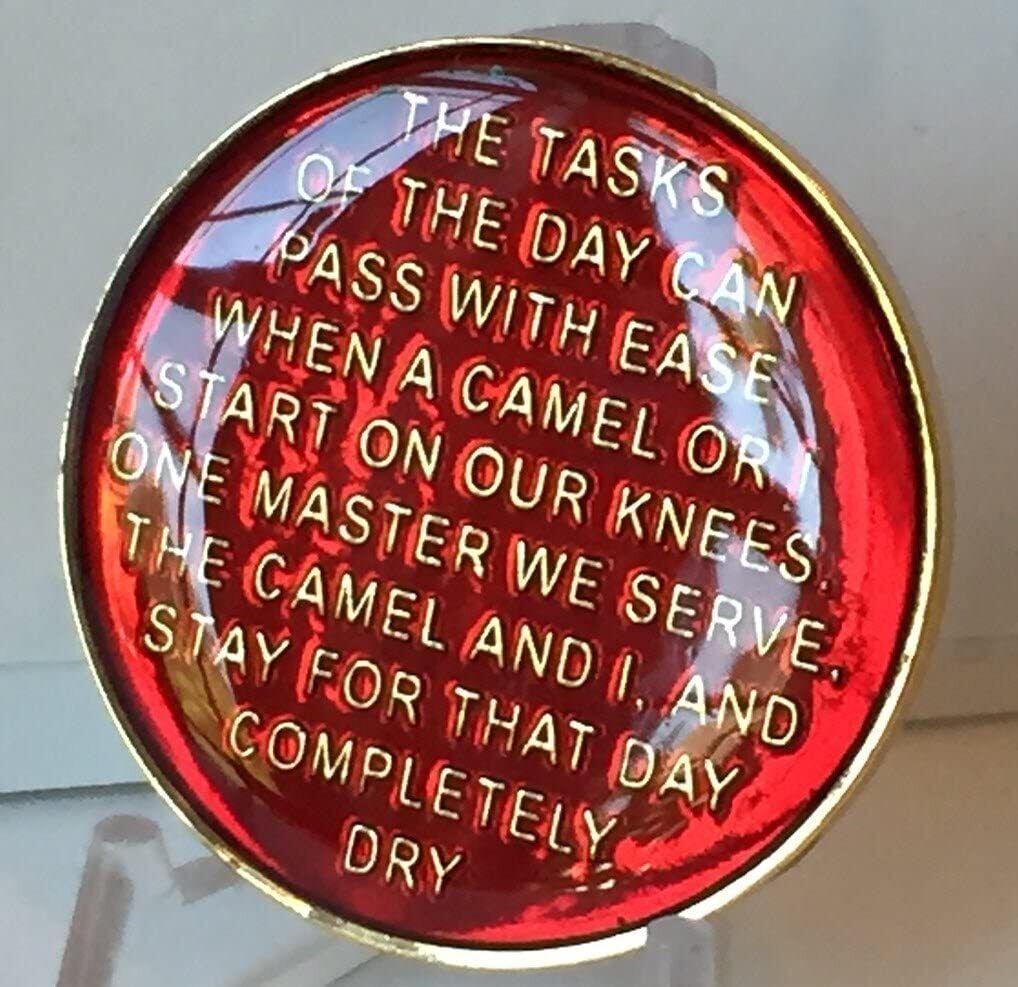 THE TASKS
OF THE DAY CAN
PASS WITH EASE
WHEN A CAMEL OR I
START ON OUR KNEES.
ONE MASTER WE SERVE,
THE CAMEL AND I, AND
STAY FOR THAT DAY
COMPLETELY
DRY